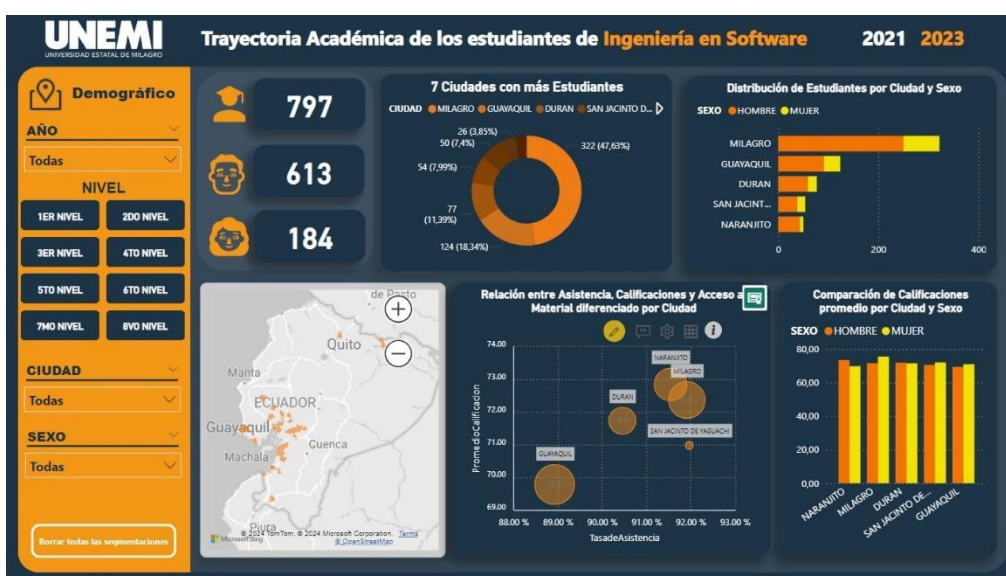 UNEMI
UNIVERSIDAD ESTATAL DE MILAGRO
Trayectoria Académica de los estudiantes de Ingeniería en Software
2021 2023
Demográfico
AÑO
Todas
NIVEL
1ER NIVEL 2DO NIVEL
3ER NIVEL 4TO NIVEL
5TO NIVEL 6TO NIVEL
7MO NIVEL 8VO NIVEL
CIUDAD
Todas
SEXO
Todas
Borrar todas las segmentaciones
797
613
184
7 Ciudades con más Estudiantes
CIUDAD MILAGRO GUAYAQUIL DURAN SAN JACINTO D...
26 (3,85%)
50 (7,4%)
322 (47,63%)
54 (7,99%)
77
(11,39%)
124 (18,34%)
Distribución de Estudiantes por Ciudad y Sexo
SEXO HOMBRE MUJER
MILAGRO
GUAYAQUIL
DURAN
SAN JACINT...
NARANJITO
0 200 400
de Pasto
Quito
Manta
ECUADOR
Guayaquil
Cuenca
Machala
Piura
Microsoft Bing
© 2024 TomTom, © 2024 Microsoft Corporation, Terms
© OpenStreetMap
Relación entre Asistencia, Calificaciones y Acceso a
Material diferenciado por Ciudad
PromedioCalificacion
74.00
73.00
72.00
71.00
70.00
69.00
NARANJITO
MILAGRO
DURAN
SAN JACINTO DE YAGUACHI
GUAYAQUIL
88.00 % 89.00 % 90.00 % 91.00 % 92.00 % 93.00 %
TasadeAsistencia
Comparación de Calificaciones
promedio por Ciudad y Sexo
SEXO HOMBRE MUJER
80,00
60,00
40,00
20,00
0,00
NARANJITO
MILAGRO
DURAN
SAN JACINTO DE...
GUAYAQUIL